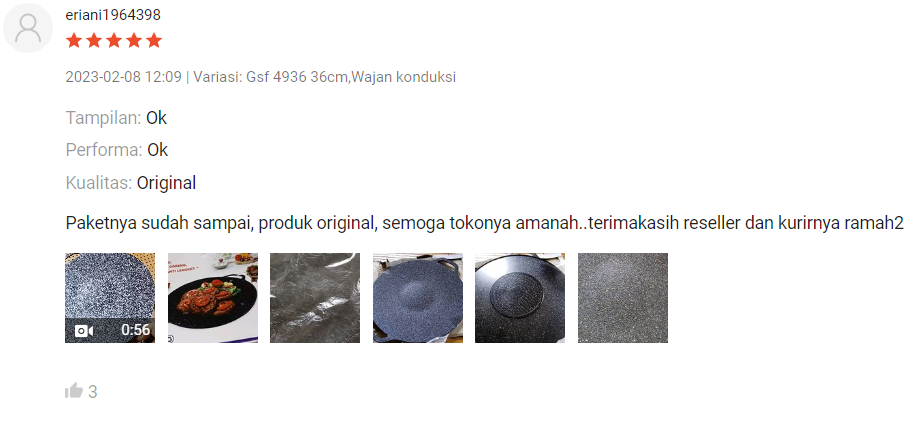 eriani1964398
2023-02-08 12:09 | Variasi: Gsf 4936 36cm,Wajan konduksi
Tampilan: Ok
Performa: Ok
Kualitas: Original
Paketnya sudah sampai, produk original, semoga tokonya amanah..terimakasih reseller dan kurirnya ramah2
0:56
3